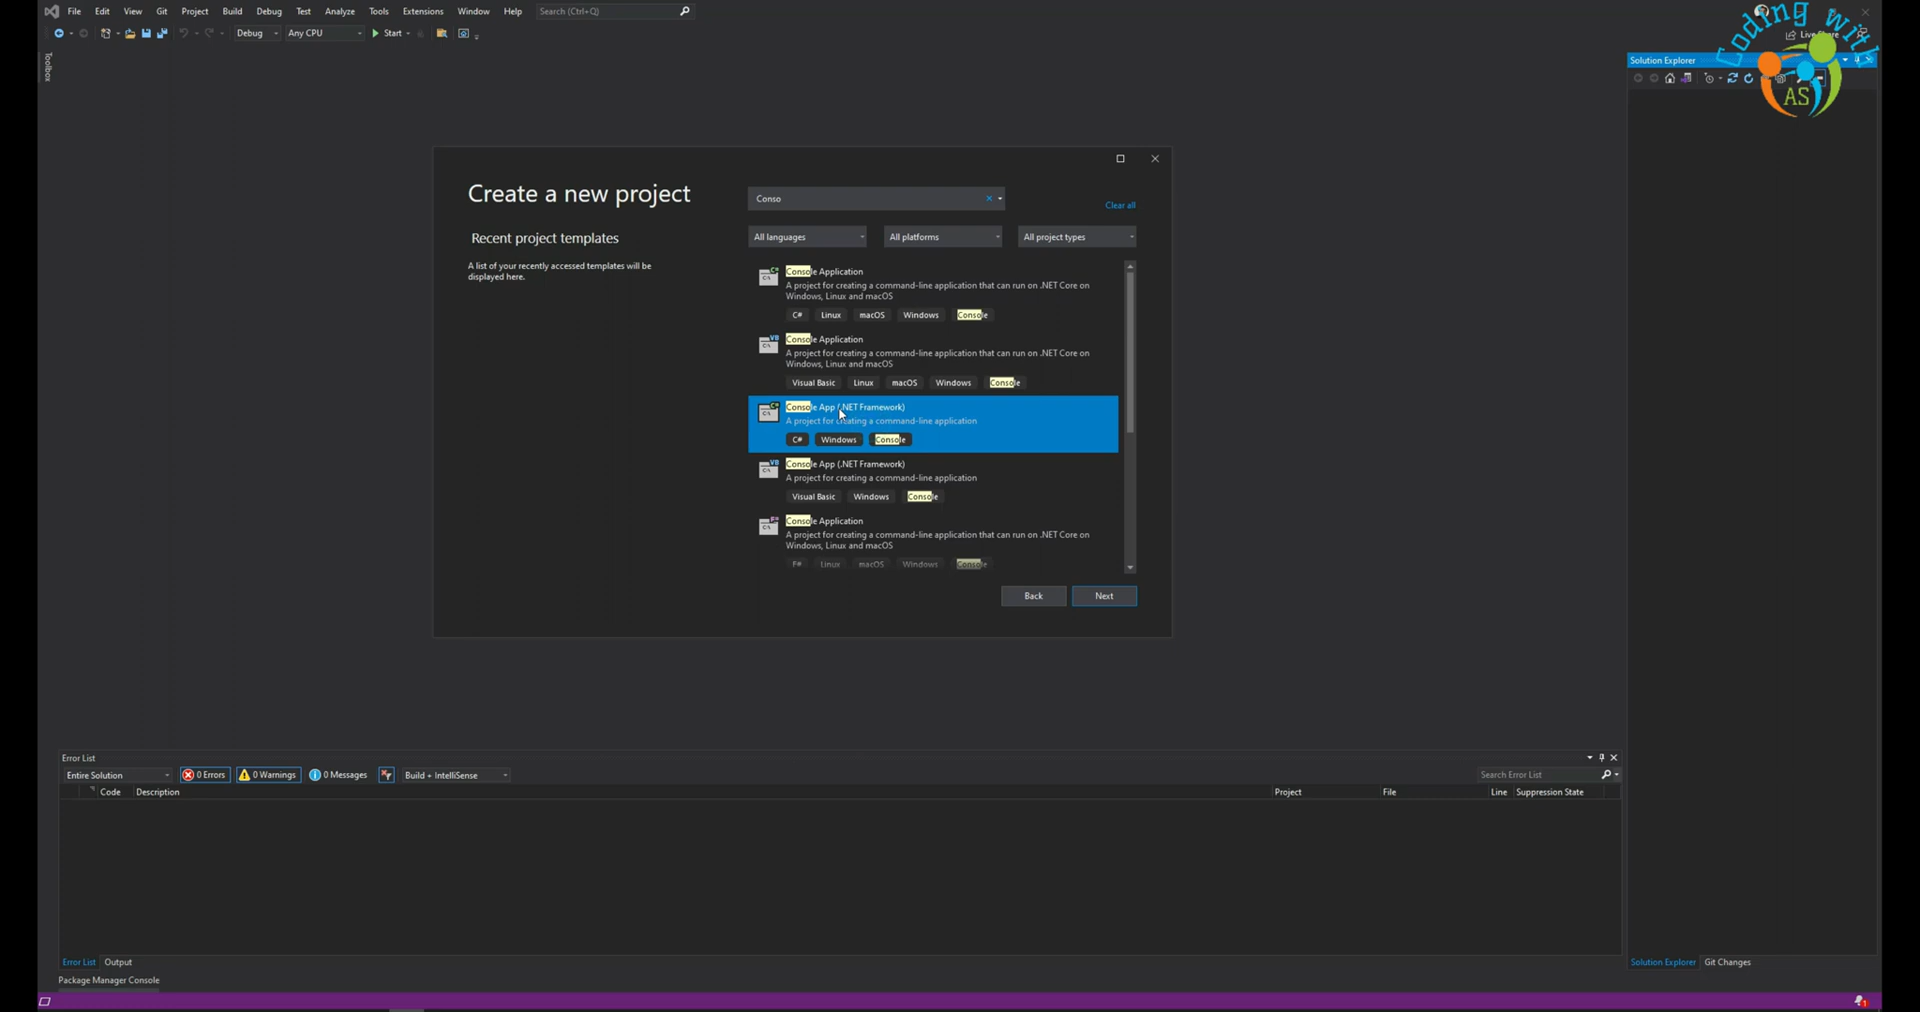 File Edit View Git Project Build Debug Test Analyze Tools Extensions Window Help Search (Ctrl+Q)
Debug Any CPU Start
Live Share
Coding with
AS
Toolbox
Solution Explorer
Create a new project
Recent project templates
A list of your recently accessed templates will be
displayed here.
Conso
Clear all
All languages All platforms All project types
Console Application
A project for creating a command-line application that can run on .NET Core on
Windows, Linux and macOS
C# Linux macOS Windows Console
Console Application
A project for creating a command-line application that can run on .NET Core on
Windows, Linux and macOS
Visual Basic Linux macOS Windows Console
Console App (.NET Framework)
A project for creating a command-line application
C# Windows Console
Console App (.NET Framework)
A project for creating a command-line application
Visual Basic Windows Console
Console Application
A project for creating a command-line application that can run on .NET Core on
Windows, Linux and macOS
F# Linux macOS Windows Console
Back Next
Error List
Entire Solution 0 Errors 0 Warnings 0 Messages Build + IntelliSense Search Error List
Code Description Project File Line Suppression State
Error List Output
Solution Explorer Git Changes
Package Manager Console
1